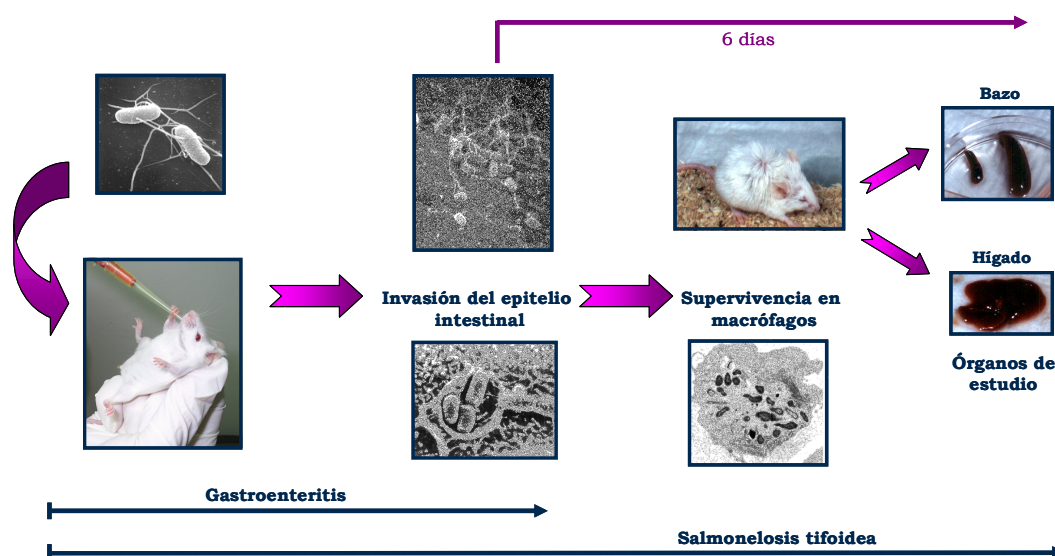 6 días
Bazo
Invasión del epitelio
intestinal
Supervivencia en
macrófagos
Hígado
Órganos de
estudio
Gastroenteritis
Salmonelosis tifoidea